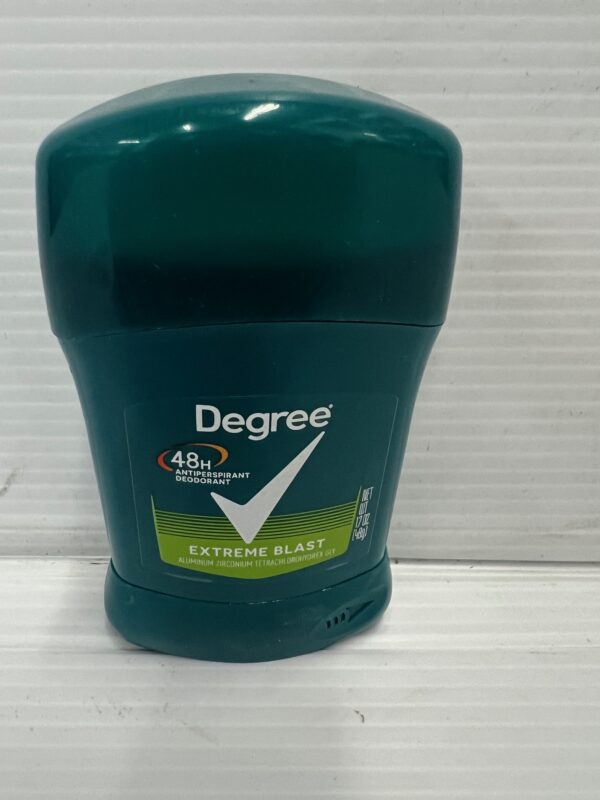 Degree®
48H
ANTIPERSPIRANT
DEODORANT
EXTREME BLAST
ALUMINUM ZIRCONIUM TETRACHLOROHYDREX GLY
NET
WT
1.7 OZ
(48g)